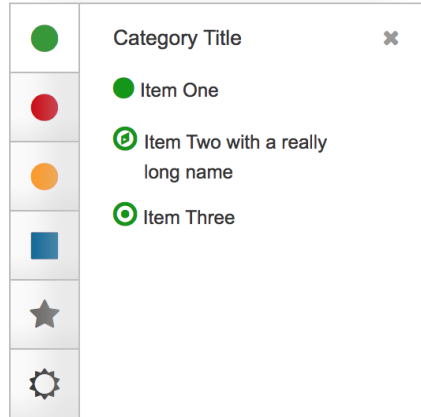 Category Title
Item One
Item Two with a really
long name
Item Three